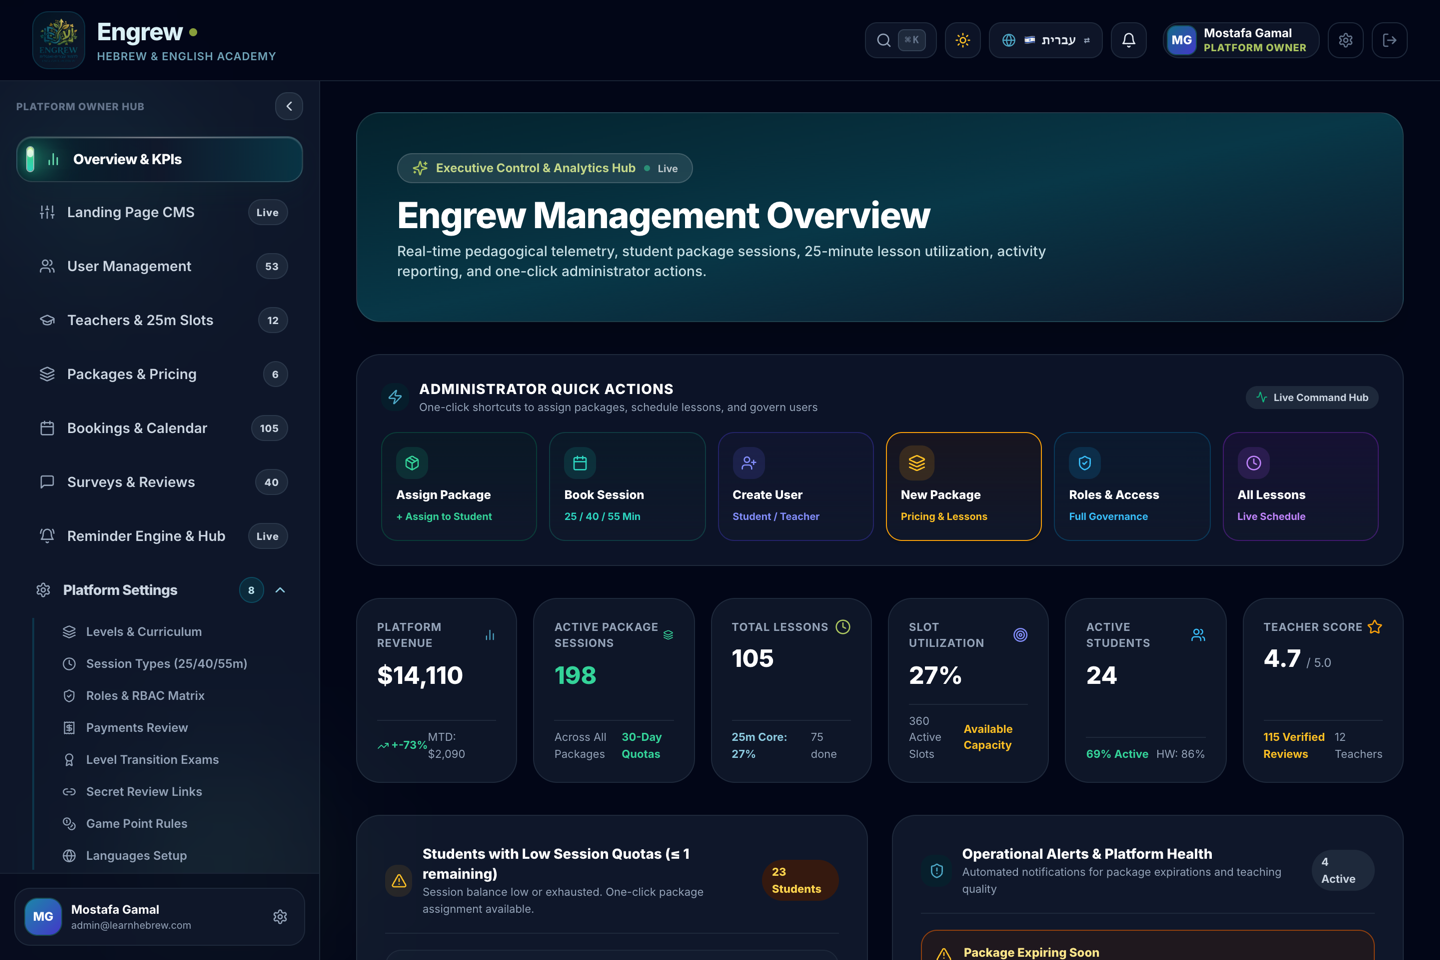 ENGREW
Engrew
HEBREW & ENGLISH ACADEMY
⌘K
עברית
MG
Mostafa Gamal
PLATFORM OWNER
PLATFORM OWNER HUB
Overview & KPIs
Landing Page CMS
Live
User Management
53
Teachers & 25m Slots
12
Packages & Pricing
6
Bookings & Calendar
105
Surveys & Reviews
40
Reminder Engine & Hub
Live
Platform Settings
8
Levels & Curriculum
Session Types (25/40/55m)
Roles & RBAC Matrix
Payments Review
Level Transition Exams
Secret Review Links
Game Point Rules
Languages Setup
MG
Mostafa Gamal
admin@learnhebrew.com
Executive Control & Analytics Hub
Live
Engrew Management Overview
Real-time pedagogical telemetry, student package sessions, 25-minute lesson utilization, activity
reporting, and one-click administrator actions.
ADMINISTRATOR QUICK ACTIONS
One-click shortcuts to assign packages, schedule lessons, and govern users
Live Command Hub
Assign Package
+ Assign to Student
Book Session
25 / 40 / 55 Min
Create User
Student / Teacher
New Package
Pricing & Lessons
Roles & Access
Full Governance
All Lessons
Live Schedule
PLATFORM
REVENUE
$14,110
+-73%
MTD:
$2,090
ACTIVE PACKAGE
SESSIONS
198
Across All
Packages
30-Day
Quotas
TOTAL LESSONS
105
25m Core:
27%
75
done
SLOT
UTILIZATION
27%
360
Active
Slots
Available
Capacity
ACTIVE
STUDENTS
24
69% Active
HW: 86%
TEACHER SCORE
4.7 / 5.0
115 Verified
Reviews
12
Teachers
Students with Low Session Quotas (≤ 1
remaining)
Session balance low or exhausted. One-click package
assignment available.
23
Students
Operational Alerts & Platform Health
Automated notifications for package expirations and teaching
quality
4
Active
Package Expiring Soon